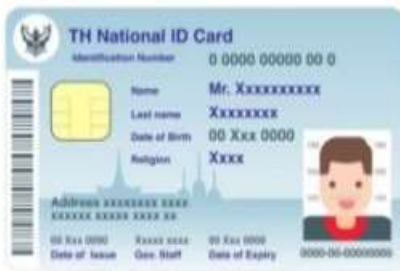 TH National ID Card
Identification Number 0 0000 00000 00 0
Name Mr. Xxxxxxxxxx
Last name Xxxxxxxx
Date of Birth 00 Xxx 0000
Religion Xxxx
Address xxxxxxxx xxxx
xxxxxx xxxxx xxxx xx
00 Xxx 0000 Xxxxx xxxx 00 Xxx 0000
Date of Issue Gov. Staff Date of Expiry 0000-00-00000000